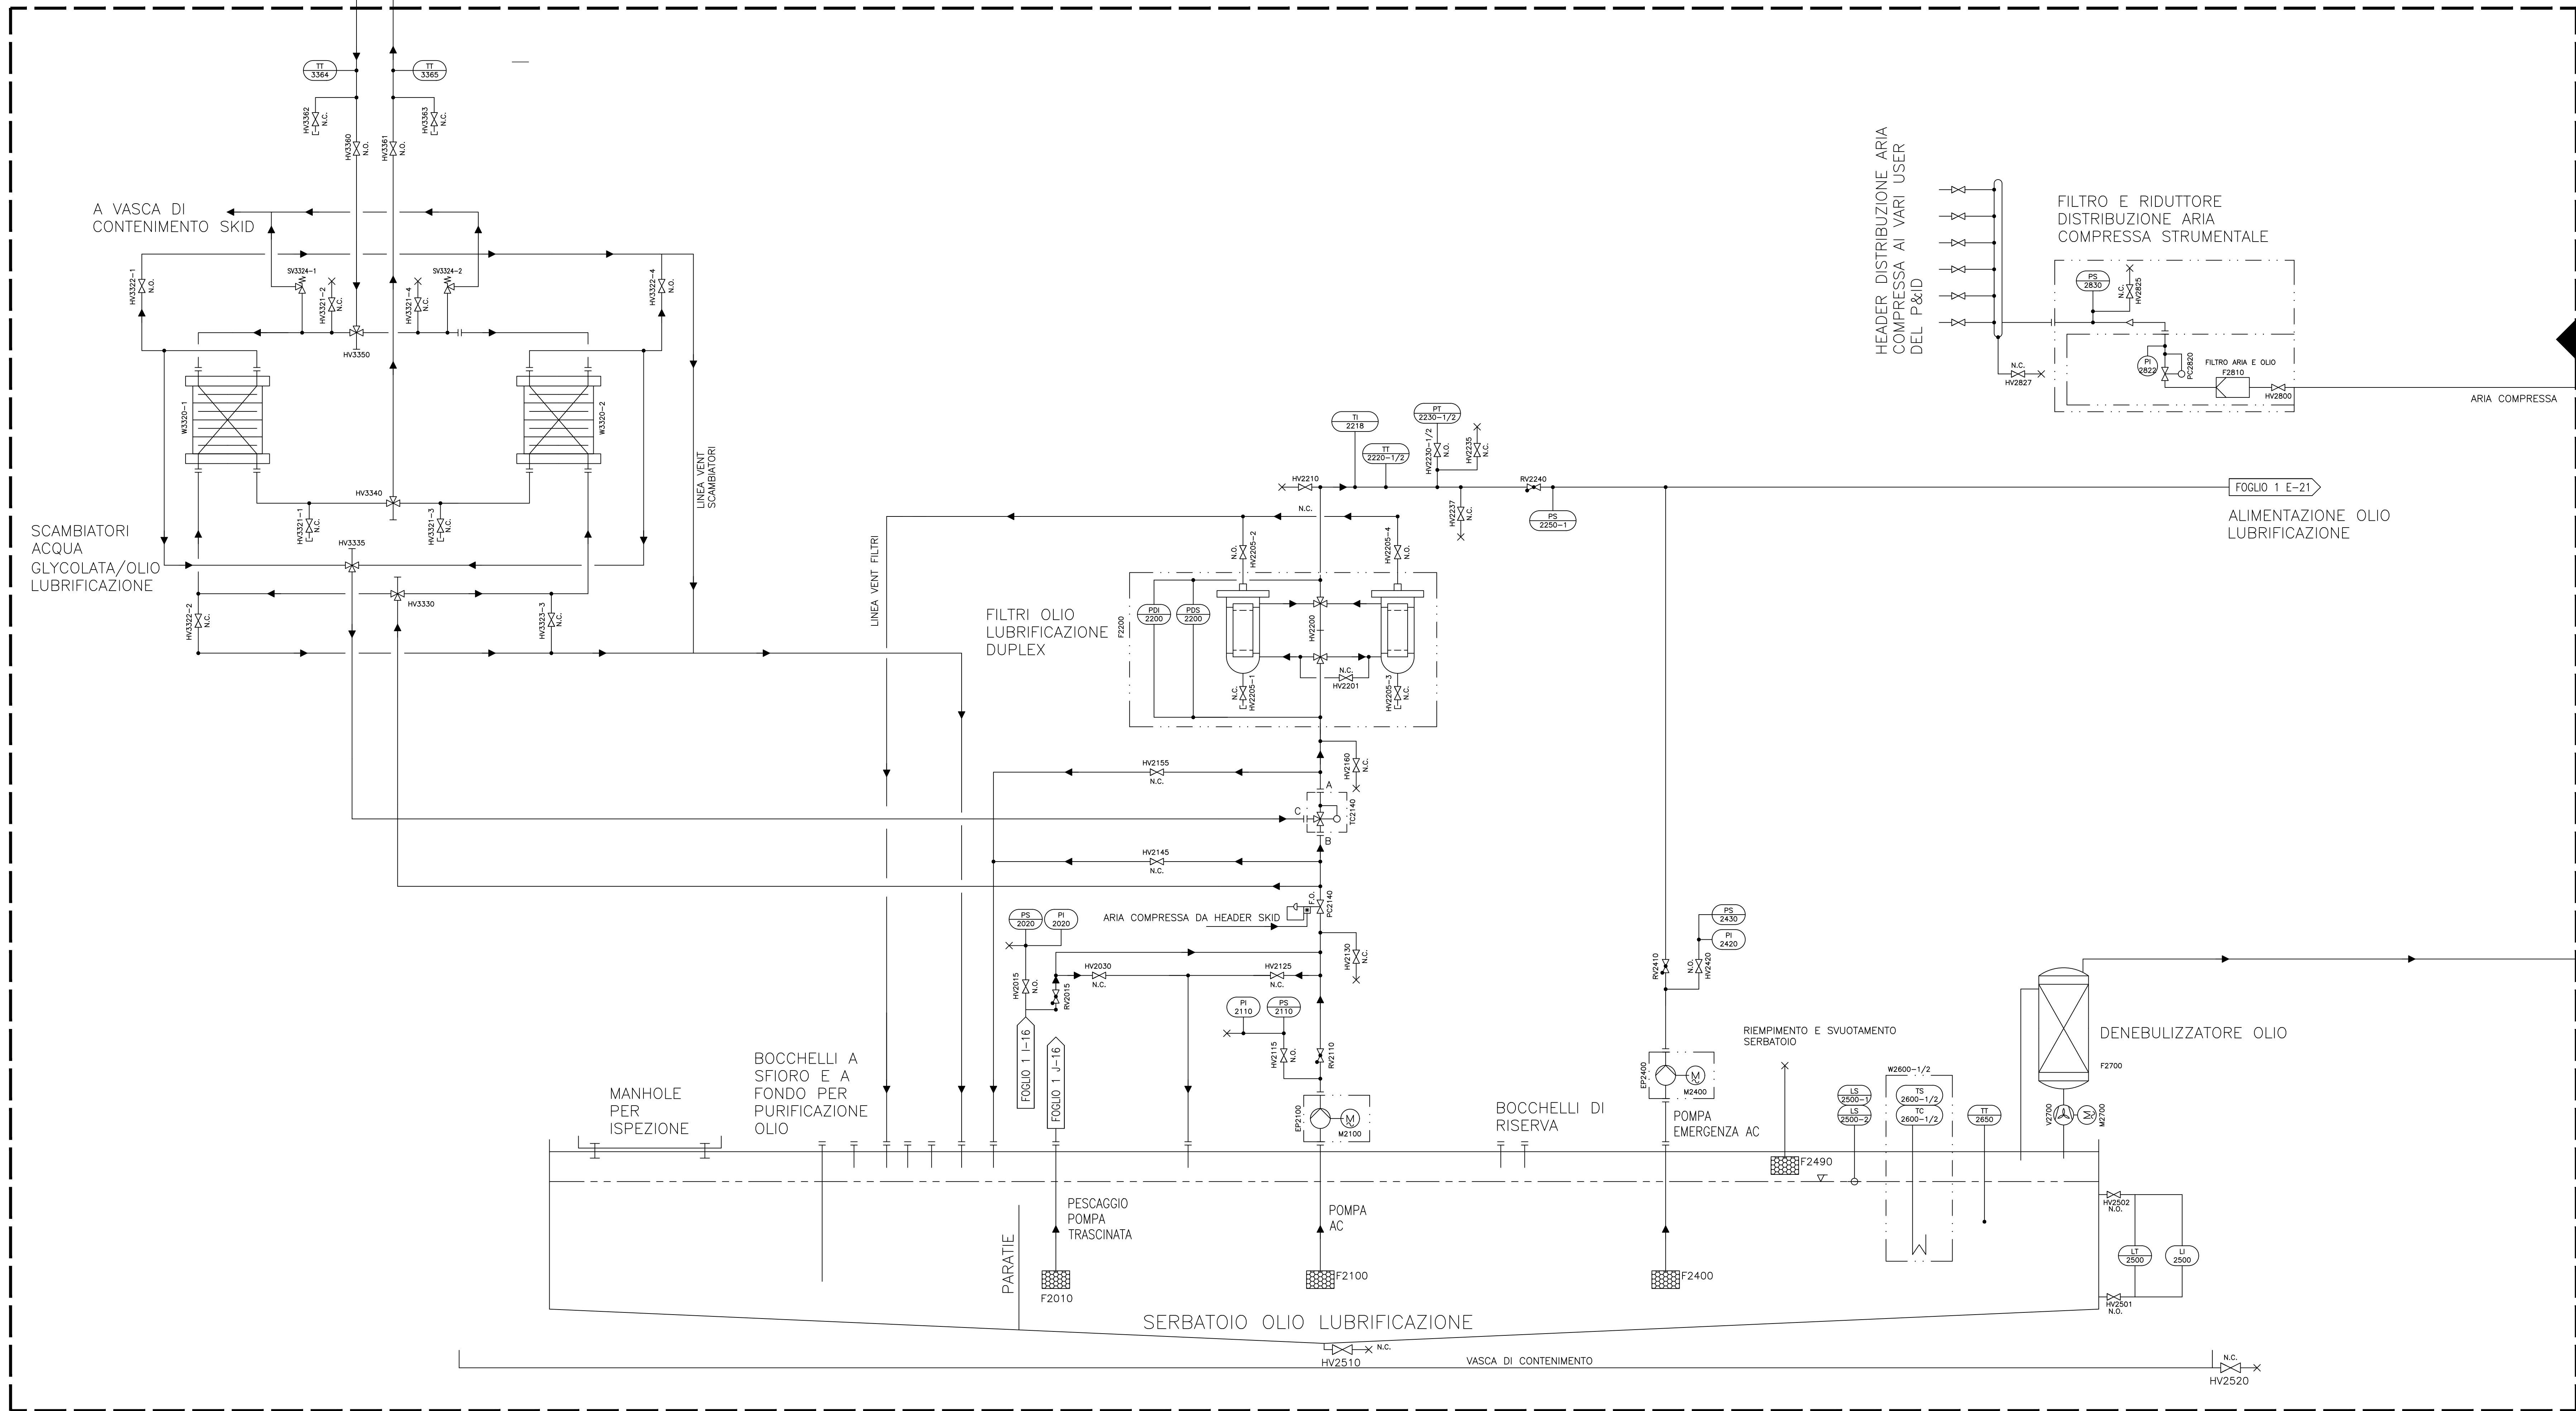 TT
3364
TT
3365
HV3362
N.C.
HV3363
N.C.
HV3360
N.O.
HV3361
N.O.
A VASCA DI
CONTENIMENTO SKID
HV3322-1
N.O.
SV3324-1
HV3321-2
N.C.
HV3321-4
N.C.
SV3324-2
HV3322-4
N.O.
HV3350
W3320-1
W3320-2
HV3340
HV3321-1
N.C.
HV3321-3
N.C.
LINEA VENT
SCAMBIATORI
SCAMBIATORI
ACQUA
GLYCOLATA/OLIO
LUBRIFICAZIONE
HV3335
HV3330
HV3322-2
N.C.
HV3323-3
N.C.
HEADER DISTRIBUZIONE ARIA
COMPRESSA AI VARI USER
DEL P&ID
FILTRO E RIDUTTORE
DISTRIBUZIONE ARIA
COMPRESSA STRUMENTALE
PS
2830
N.C.
HV2825
PI
2822
PC2820
FILTRO ARIA E OLIO
F2810
HV2800
N.C.
HV2827
ARIA COMPRESSA
TI
2218
TT
2220-1/2
PT
2230-1/2
HV2230-1/2
N.O.
HV2235
N.C.
HV2210
N.C.
HV2237
N.C.
RV2240
PS
2250-1
FOGLIO 1 E-21
ALIMENTAZIONE OLIO
LUBRIFICAZIONE
LINEA VENT FILTRI
N.O.
HV2205-2
HV2205-4
N.O.
FILTRI OLIO
LUBRIFICAZIONE
DUPLEX
F2200
PDI
2200
PDS
2200
HV2200
N.C.
HV2201
N.C.
HV2205-1
HV2205-3
N.C.
HV2155
N.C.
HV2160
N.C.
A
C
B
TC2140
HV2145
N.C.
F.O.
PC2140
ARIA COMPRESSA DA HEADER SKID
PS
2020
PI
2020
HV2130
N.C.
HV2015
N.O.
RV2015
HV2030
N.C.
HV2125
N.C.
PI
2110
PS
2110
HV2115
N.O.
RV2110
FOGLIO 1 I-16
FOGLIO 1 J-16
EP2100
M
M2100
PS
2430
PI
2420
RV2410
N.O.
HV2420
EP2400
M
M2400
POMPA
EMERGENZA AC
RIEMPIMENTO E SVUOTAMENTO
SERBATOIO
DENEBULIZZATORE OLIO
F2700
V2700
M
M2700
MANHOLE
PER
ISPEZIONE
BOCCHELLI A
SFIORO E A
FONDO PER
PURIFICAZIONE
OLIO
BOCCHELLI DI
RISERVA
LS
2500-1
LS
2500-2
W2600-1/2
TS
2600-1/2
TC
2600-1/2
TT
2650
F2490
PESCAGGIO
POMPA
TRASCINATA
POMPA
AC
PARATIE
F2010
F2100
F2400
HV2502
N.O.
LT
2500
LI
2500
HV2501
N.O.
SERBATOIO OLIO LUBRIFICAZIONE
N.C.
HV2510
VASCA DI CONTENIMENTO
N.C.
HV2520